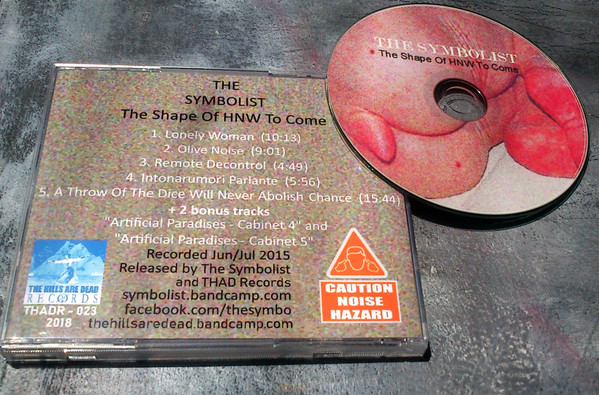 THE
SYMBOLIST
The Shape Of HNW To Come
1. Lonely Woman (10:13)
2. Olive Noise (9:01)
3. Remote Decontrol (4:49)
4. Intonarumori Parlante (5:56)
5. A Throw Of The Dice Will Never Abolish Chance (15:44)
+ 2 bonus tracks
"Artificial Paradises - Cabinet 4" and
"Artificial Paradises - Cabinet 5"
Recorded Jun/Jul 2015
Released by The Symbolist
and THAD Records
symbolist.bandcamp.com
facebook.com/thesymbo
thehillsaredead.bandcamp.com
THE HILLS ARE DEAD
RECORDS
THADR - 023
2018
CAUTION
NOISE
HAZARD
THE SYMBOLIST
The Shape Of HNW To Come